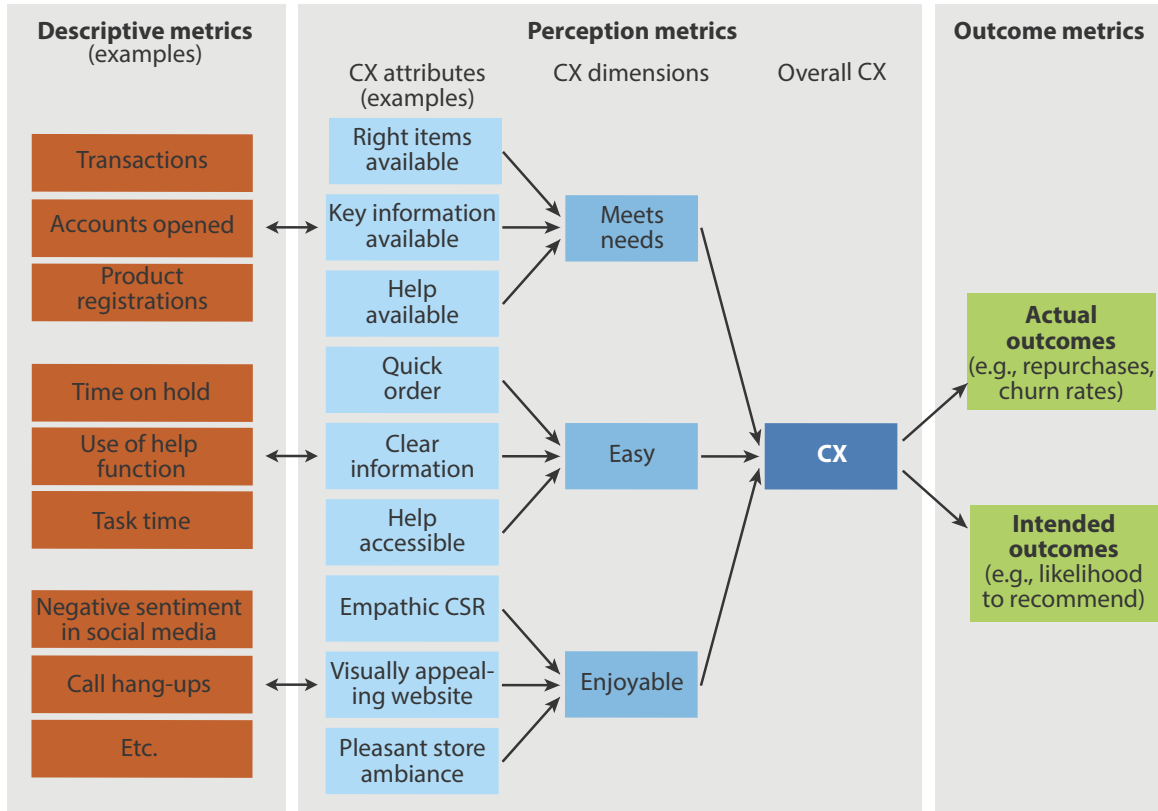 Descriptive metrics
(examples)
Perception metrics
Outcome metrics
CX attributes
(examples)
CX dimensions
Overall CX
Transactions
Accounts opened
Product
registrations
Time on hold
Use of help
function
Task time
Negative sentiment
in social media
Call hang-ups
Etc.
Right items
available
Key information
available
Help
available
Quick
order
Clear
information
Help
accessible
Empathic CSR
Visually appeal-
ing website
Pleasant store
ambiance
Meets
needs
Easy
Enjoyable
CX
Actual
outcomes
(e.g., repurchases,
churn rates)
Intended
outcomes
(e.g., likelihood
to recommend)